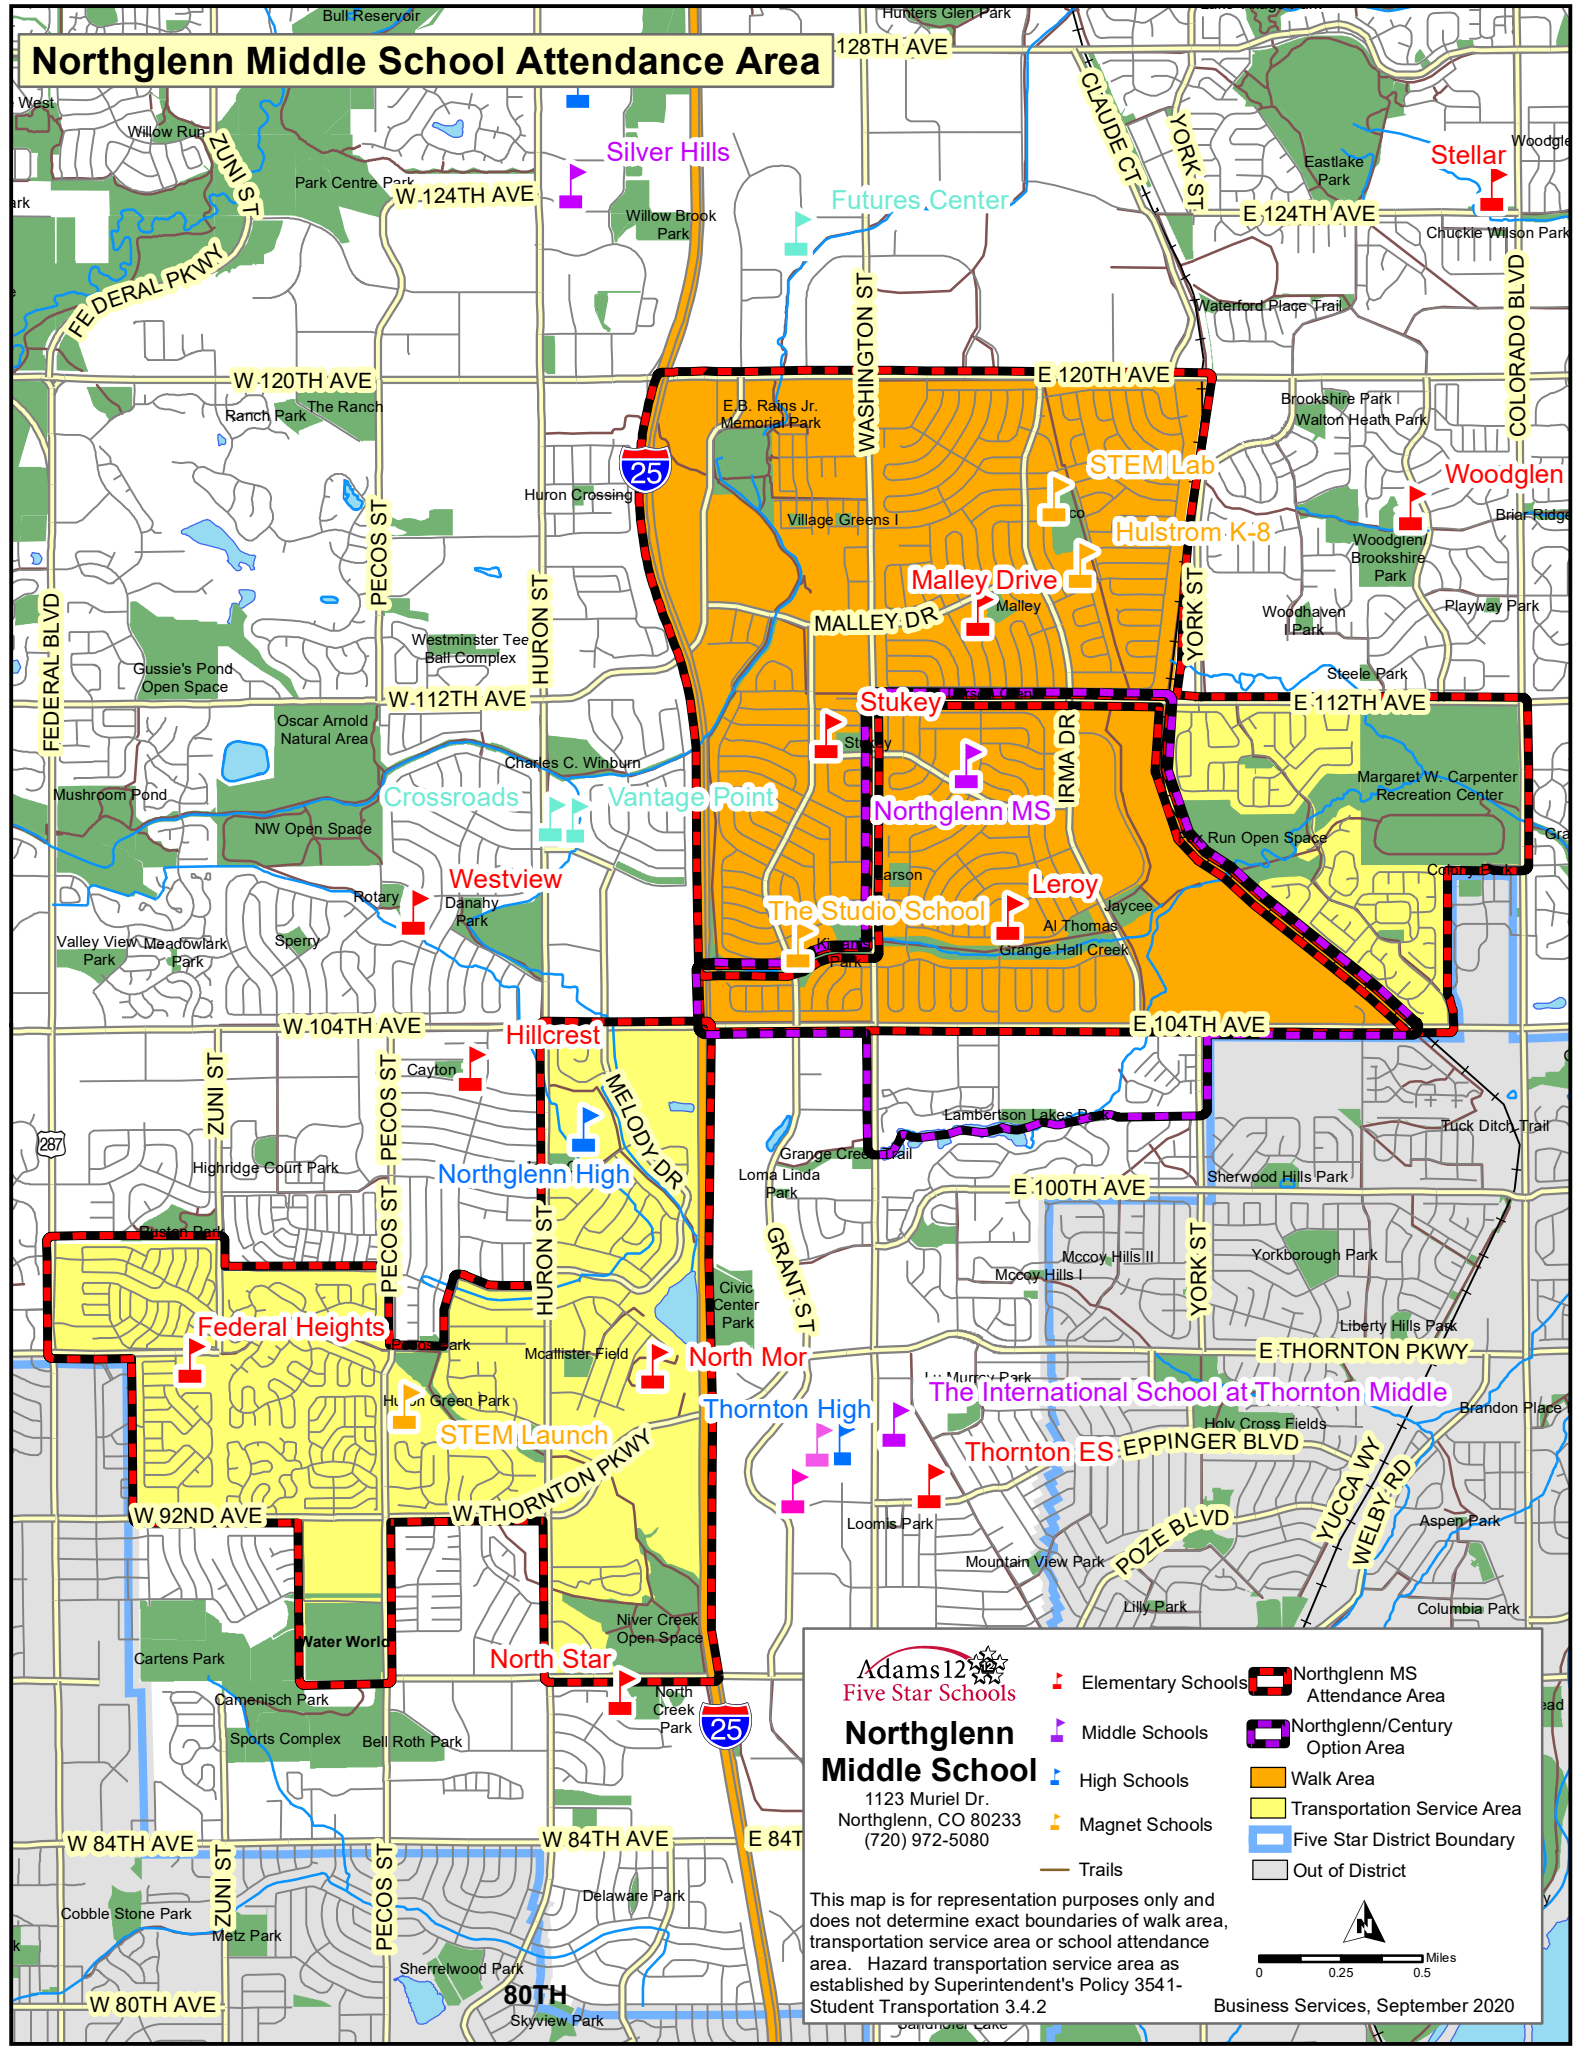 Bull Reservoir
Hunters Glen Park
128TH AVE
Northglenn Middle School Attendance Area
West
Willow Run
ZUNI ST
CLAUDE CT
YORK ST
Silver Hills
Stellar
Eastlake
Park
Park Centre Park
W 124TH AVE
Futures Center
Willow Brook
Park
E 124TH AVE
Chuckie Wilson Park
FEDERAL PKWY
WASHINGTON ST
COLORADO BLVD
Waterford Place Trail
W 120TH AVE
E 120TH AVE
The Ranch
Ranch Park
E.B. Rains Jr.
Memorial Park
Brookshire Park
Walton Heath Park
25
STEM Lab
Woodglen
Huron Crossing
Village Greens I
co
Briar Ridge
PECOS ST
Hulstrom K-8
Woodglen/
Brookshire
Park
Malley Drive
Malley
MALLEY DR
HURON ST
FEDERAL BLVD
YORK ST
Playway Park
Woodhaven
I Park
Westminster Tee
Ball Complex
Gussie's Pond
Open Space
Steele Park
W 112TH AVE
E 112TH AVE
Stukey
Stukey
Oscar Arnold
Natural Area
IRMA DR
Charles C. Winburn
Margaret W. Carpenter
Recreation Center
Mushroom Pond
Crossroads
Vantage Point
Northglenn MS
NW Open Space
Fox Run Open Space
Gra
Colony Park
Westview
Larson
Leroy
Rotary
Danahy
Park
The Studio School
Jaycee
Al Thomas
Grange Hall Creek
Valley View
Park
Meadowlark
Park
Sperry
Park
W 104TH AVE
E 104TH AVE
Hillcrest
Cayton
ZUNI ST
PECOS ST
MELODY DR
287
Lambertson Lakes Park
Tuck Ditch Trail
Grange Creek Trail
Northglenn High
Highridge Court Park
Loma Linda
Park
Sherwood Hills Park
E 100TH AVE
Ruston Park
PECOS ST
HURON ST
GRANT ST
YORK ST
Mccoy Hills II
Mccoy Hills I
Yorkborough Park
Civic
Center
Park
Federal Heights
Pecos Park
Mcallister Field
North Mor
Liberty Hills Park
E THORNTON PKWY
Lu Murray Park
Huron Green Park
The International School at Thornton Middle
Thornton High
Holy Cross Fields
Brandon Place
STEM Launch
Thornton ES
EPPINGER BLVD
W THORNTON PKWY
YUCCA WY
WELBY RD
W 92ND AVE
Loomis Park
POZE BLVD
Aspen Park
Mountain View Park
Lilly Park
Columbia Park
Niver Creek
Open Space
Water World
Cartens Park
North Star
Camenisch Park
North
Creek
Park
25
Sports Complex
Bell Roth Park
W 84TH AVE
W 84TH AVE
E 84T
ZUNI ST
PECOS ST
Delaware Park
Cobble Stone Park
Metz Park
Sherrelwood Park
80TH
W 80TH AVE
Skyview Park
Adams12
12
Five Star Schools
Northglenn
Middle School
1123 Muriel Dr.
Northglenn, CO 80233
(720) 972-5080
Elementary Schools
Middle Schools
High Schools
Magnet Schools
Trails
Northglenn MS
Attendance Area
Northglenn/Century
Option Area
Walk Area
Transportation Service Area
Five Star District Boundary
Out of District
This map is for representation purposes only and
does not determine exact boundaries of walk area,
transportation service area or school attendance
area. Hazard transportation service area as
established by Superintendent's Policy 3541-
Student Transportation 3.4.2
N
Miles
0 0.25 0.5
Business Services, September 2020